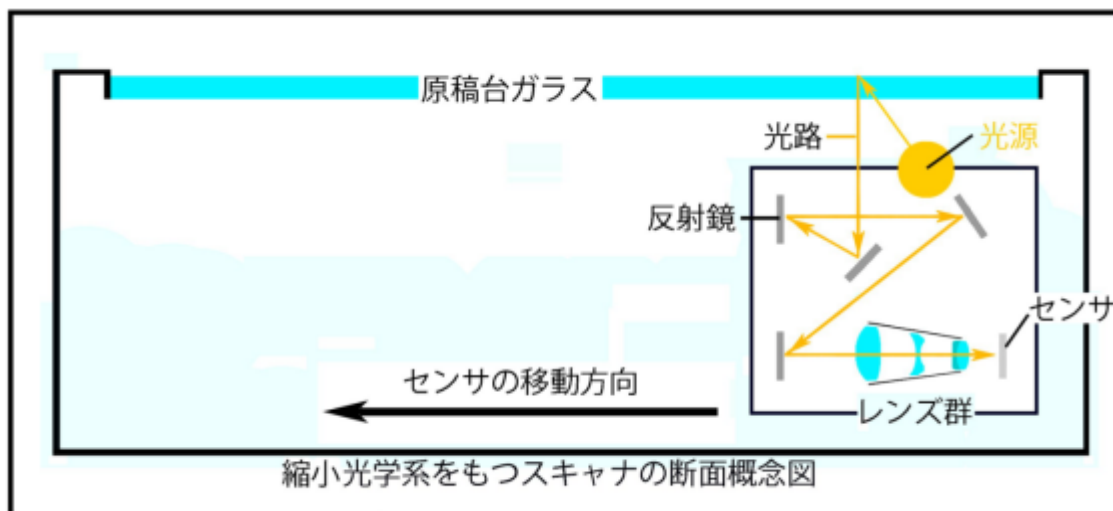 原稿台ガラス
光路
光源
反射鏡
センサ
センサの移動方向
レンズ群
縮小光学系をもつスキャナの断面概念図